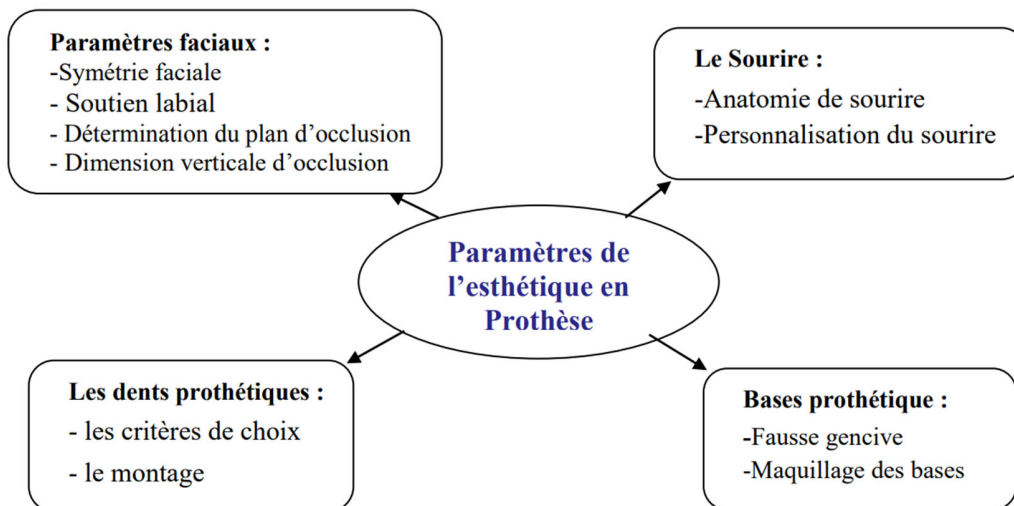 Paramètres faciaux :
-Symétrie faciale
- Soutien labial
- Détermination du plan d’occlusion
- Dimension verticale d’occlusion
Le Sourire :
-Anatomie de sourire
-Personnalisation du sourire
Paramètres de
l’esthétique en
Prothèse
Les dents prothétiques :
- les critères de choix
- le montage
Bases prothétique :
-Fausse gencive
-Maquillage des bases